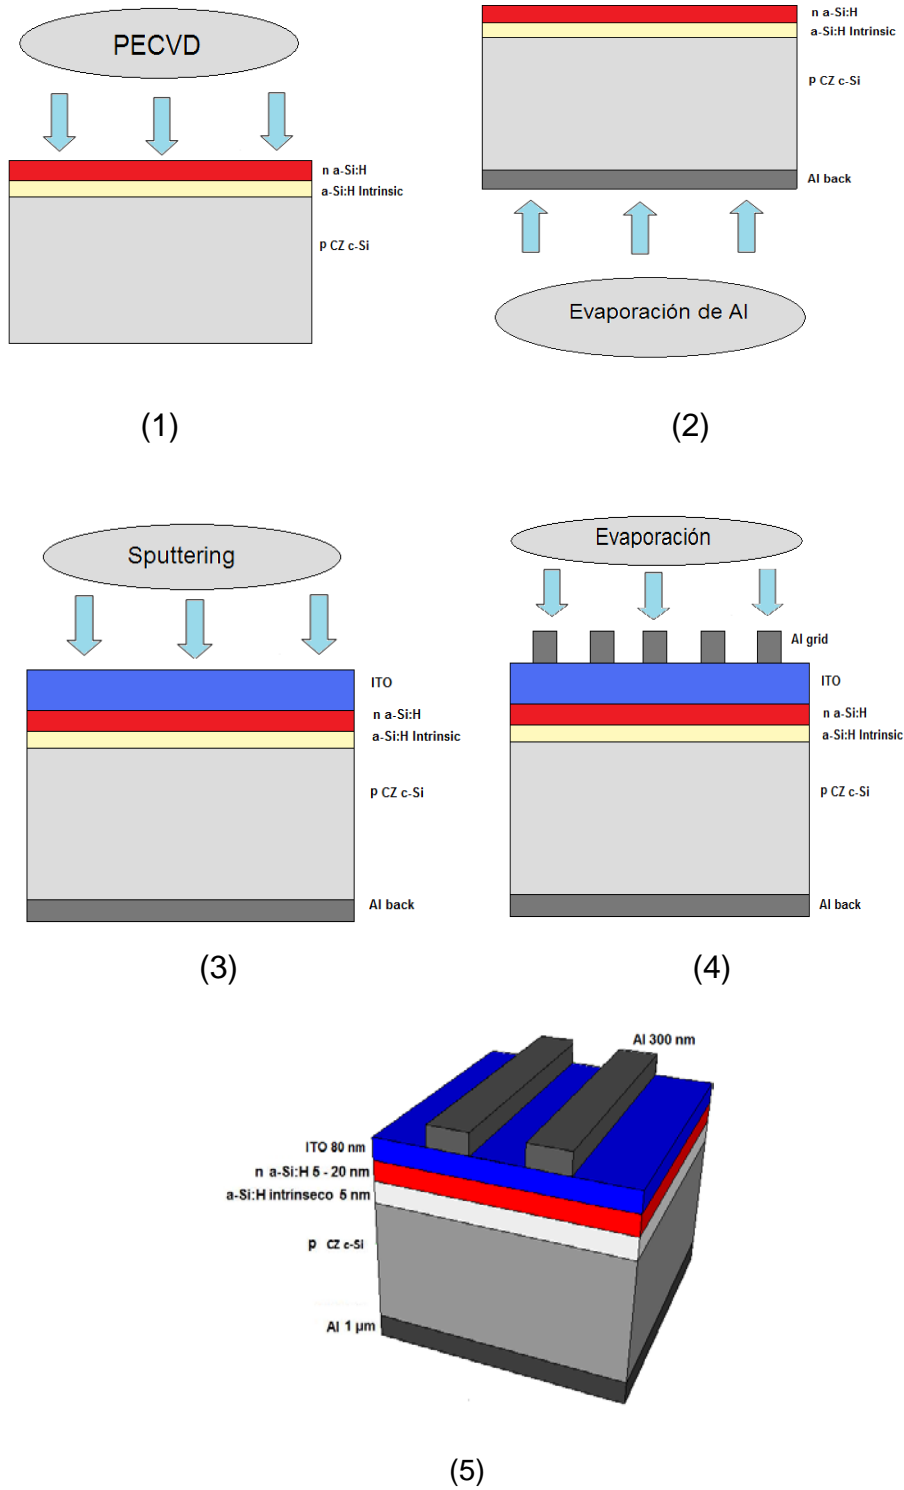 PECVD
n a-Si:H
a-Si:H Intrinsic
p CZ c-Si
(1)
n a-Si:H
a-Si:H Intrinsic
p CZ c-Si
Al back
Evaporación de Al
(2)
Sputtering
ITO
n a-Si:H
a-Si:H Intrinsic
p CZ c-Si
Al back
(3)
Evaporación
Al grid
ITO
n a-Si:H
a-Si:H Intrinsic
p CZ c-Si
Al back
(4)
Al 300 nm
ITO 80 nm
n a-Si:H 5 - 20 nm
a-Si:H intrinseco 5 nm
p CZ c-Si
Al 1 µm
(5)